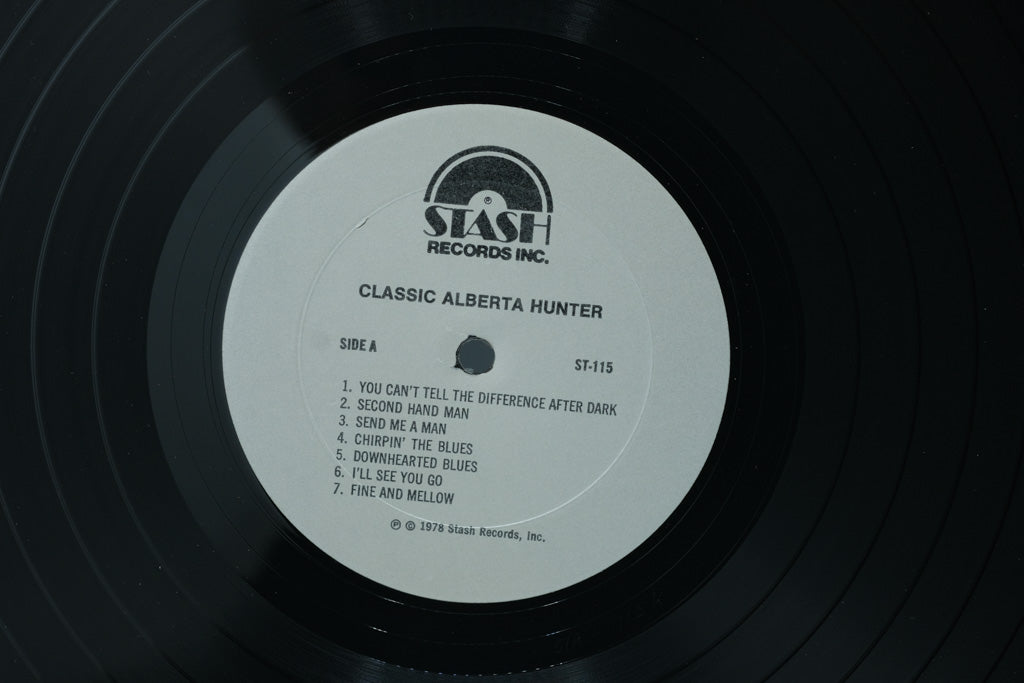 ℗
STASH
RECORDS INC.
CLASSIC ALBERTA HUNTER
SIDE A
ST-115
1. YOU CAN'T TELL THE DIFFERENCE AFTER DARK
2. SECOND HAND MAN
3. SEND ME A MAN
4. CHIRPIN' THE BLUES
5. DOWNHEARTED BLUES
6. I'LL SEE YOU GO
7. FINE AND MELLOW
℗ © 1978 Stash Records, Inc.